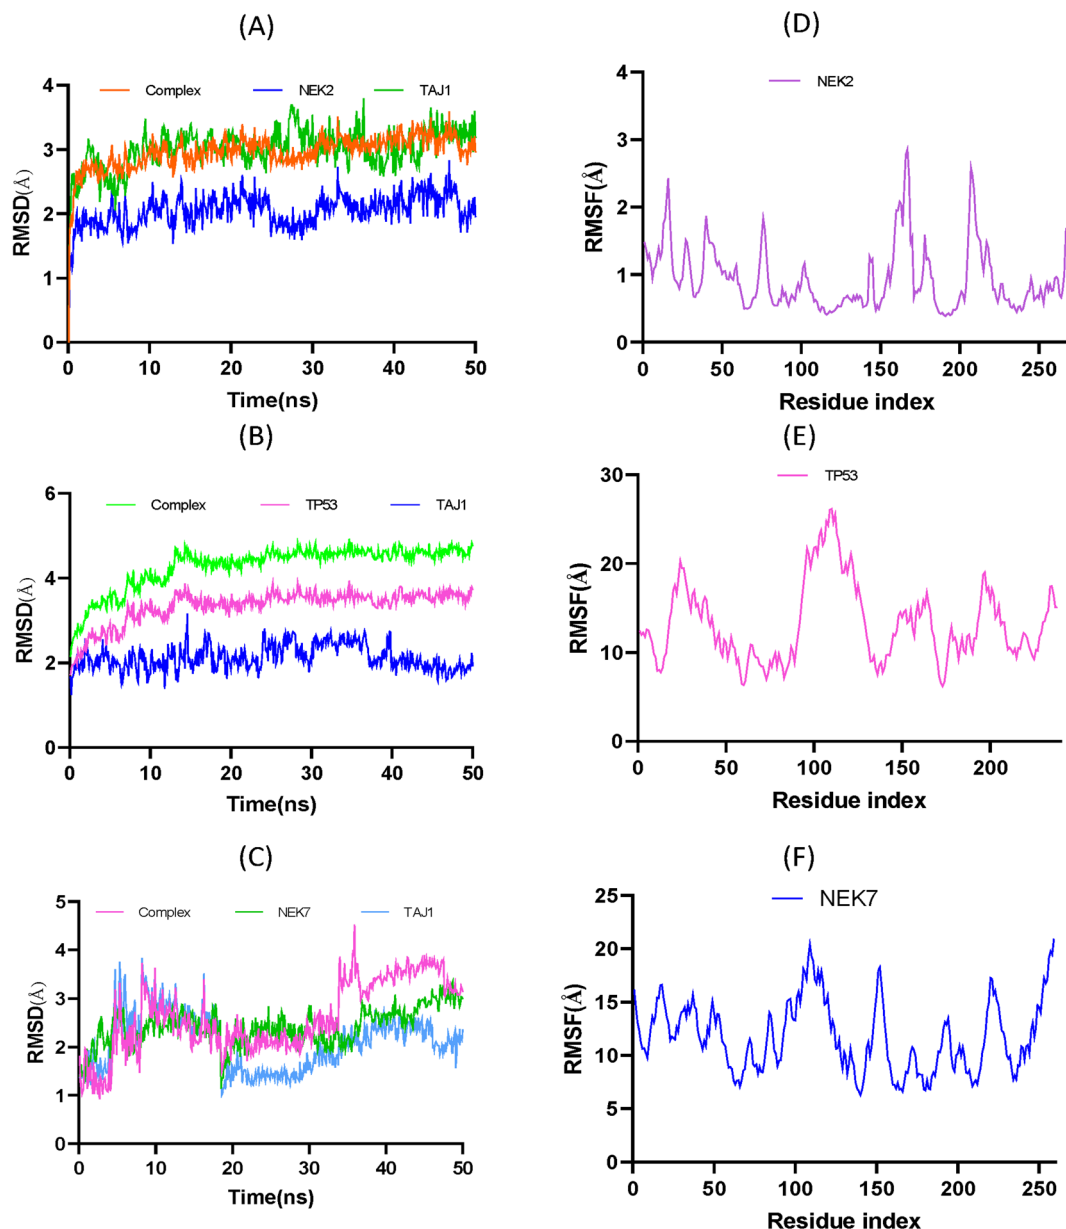 (A)
Complex NEK2 TAJ1
RMSD(Å)
4
3
2
1
0
0 10 20 30 40 50
Time(ns)
(D)
NEK2
RMSF(Å)
4
3
2
1
0
0 50 100 150 200 250
Residue index
(B)
Complex TP53 TAJ1
RMSD(Å)
6
4
2
0
0 10 20 30 40 50
Time(ns)
(E)
TP53
RMSF(Å)
30
20
10
0
0 50 100 150 200
Residue index
(C)
Complex NEK7 TAJ1
RMSD(Å)
5
4
3
2
1
0
0 10 20 30 40 50
Time(ns)
(F)
NEK7
RMSF(Å)
25
20
15
10
5
0
0 50 100 150 200 250
Residue index